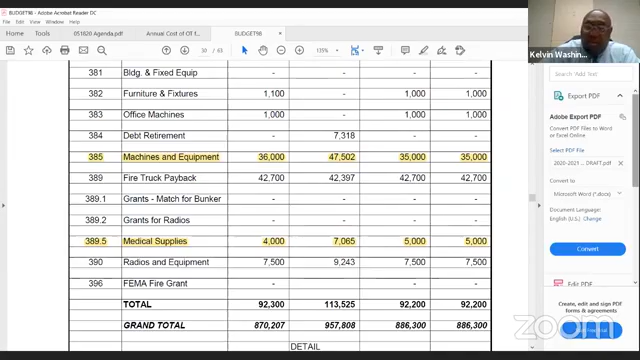 BUDGET98 - Adobe Acrobat Reader DC
File Edit View Window Help
051820 Agenda.pdf
Annual Cost of OT f...
BUDGET98
×
30 / 63
135%
Kelvin Washin...
381 Bldg. & Fixed Equip - - - -
382 Furniture & Fixtures 1,100 - 1,000 1,000
383 Office Machines 1,000 - 1,000 1,000
384 Debt Retirement - 7,318 - -
385 Machines and Equipment 36,000 47,502 35,000 35,000
389 Fire Truck Payback 42,700 42,397 42,700 42,700
389.1 Grants - Match for Bunker - - - -
389.2 Grants for Radios - - - -
389.5 Medical Supplies 4,000 7,065 5,000 5,000
390 Radios and Equipment 7,500 9,243 7,500 7,500
396 FEMA Fire Grant - - -
TOTAL 92,300 113,525 92,200 92,200
GRAND TOTAL 870,207 957,808 886,300 886,300
DETAIL
Search 'Add Text'
Export PDF
Adobe Export PDF
Convert PDF Files to Word
or Excel Online
Select PDF File
2020-2021 ... DRAFT.pdf ×
Convert to
Microsoft Word (*.docx)
Document Language:
English (U.S.) Change
Convert
Edit PDF
Create, edit and sign PDF
forms & agreements
zoom